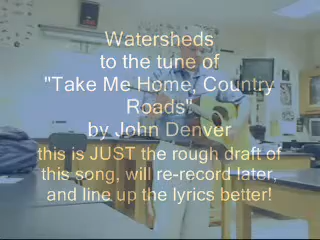 Watersheds
to the tune of
"Take Me Home, Country
Roads"
by John Denver
this is JUST the rough draft of
this song, will re-record later,
and line up the lyrics better!